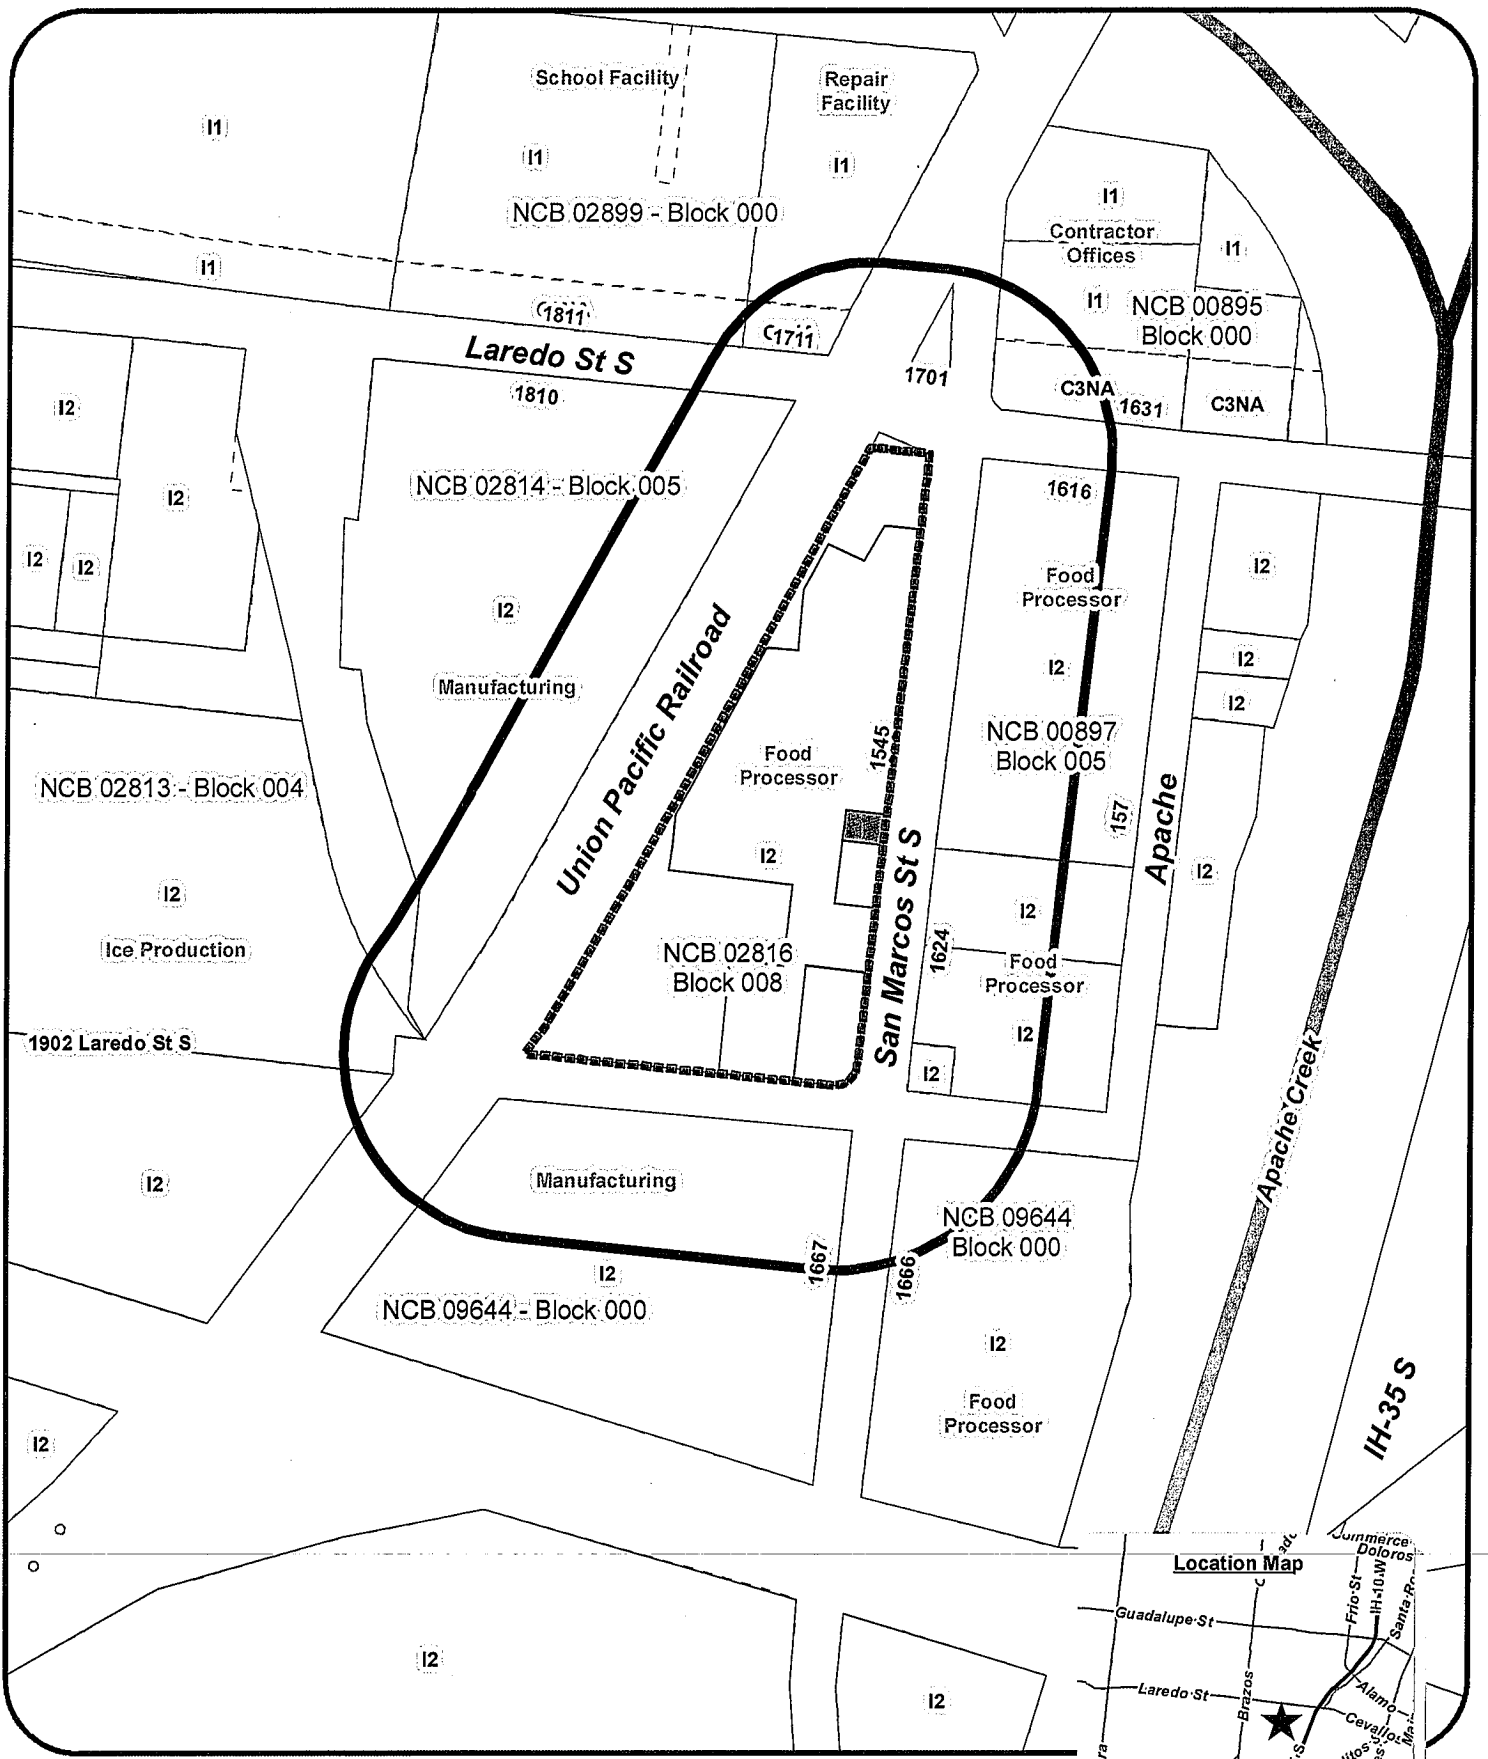 School Facility
Repair
Facility
I1
I1
I1
NCB 02899 - Block 000
I1
Contractor
Offices
I1
I1
I1
NCB 00895
Block 000
1811
1711
Laredo St S
1810
1701
C3NA
1631
C3NA
I2
I2
NCB 02814 - Block 005
1616
I2
I2
I2
Food
Processor
I2
I2
I2
I2
I2
Manufacturing
Union Pacific Railroad
Food
Processor
1545
NCB 00897
Block 005
NCB 02813 - Block 004
157
Apache
I2
I2
I2
I2
Ice Production
NCB 02816
Block 008
San Marcos St S
1624
Food
Processor
I2
I2
1902 Laredo St S
Apache Creek
I2
Manufacturing
NCB 09644
Block 000
1667
1666
I2
NCB 09644 - Block 000
I2
Food
Processor
IH-35 S
I2
I2
I2
Location Map
Commerce
Doloros
Frio St
IH-10 W
Guadalupe St
Laredo St
Brazos
Alamo
Cevallos